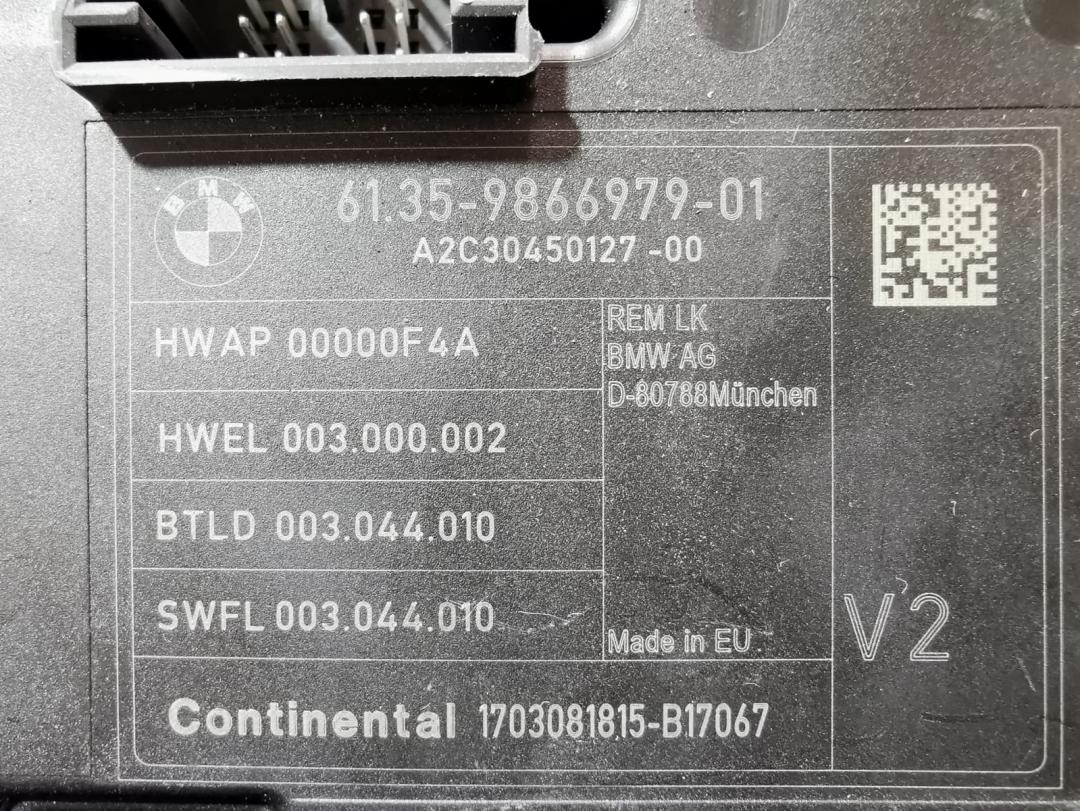 BMW
61.35-9866979-01
A2C30450127 -00
HWAP 00000F4A
REM LK
BMW AG
D-80788München
HWEL 003.000.002
BTLD 003.044.010
SWFL 003.044.010
Made in EU
V2
Continental 1703081815-B17067